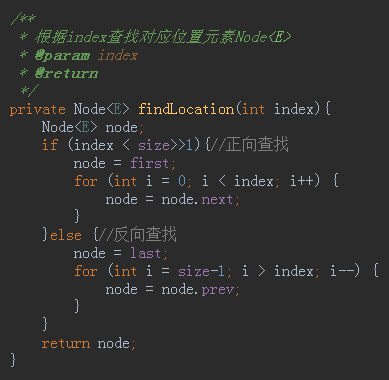 /**
 * 根据index查找对应位置元素Node<E>
 * @param index
 * @return
 */
private Node<E> findLocation(int index){
    Node<E> node;
    if (index < size>>1){//正向查找
        node = first;
        for (int i = 0; i < index; i++) {
            node = node.next;
        }
    }else {//反向查找
        node = last;
        for (int i = size-1; i > index; i--) {
            node = node.prev;
        }
    }
    return node;
}